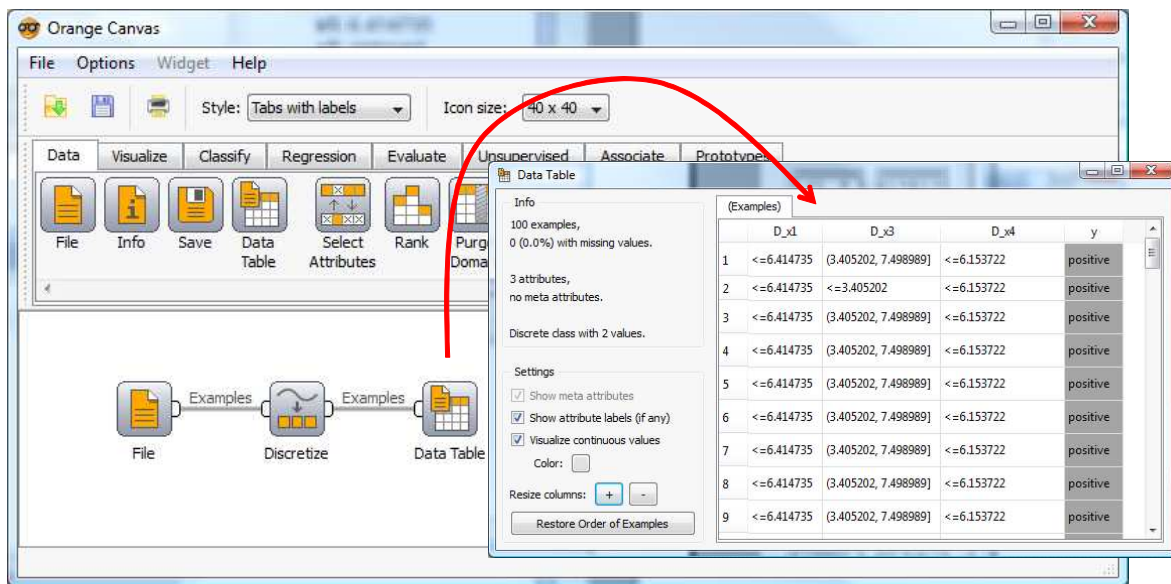 Orange Canvas
File Options Widget Help
Style: Tabs with labels Icon size: 40 x 40
Data Visualize Classify Regression Evaluate Unsupervised Associate Prototypes
File Info Save Data Table Select Attributes Rank Purge Doma
Examples Examples
File Discretize Data Table
Data Table
Info
100 examples,
0 (0.0%) with missing values.
3 attributes,
no meta attributes.
Discrete class with 2 values.
Settings
Show meta attributes
Show attribute labels (if any)
Visualize continuous values
Color:
Resize columns: + -
Restore Order of Examples
(Examples)
D_x1 D_x3 D_x4 y
1 <=6.414735 (3.405202, 7.498989] <=6.153722 positive
2 <=6.414735 <=3.405202 <=6.153722 positive
3 <=6.414735 (3.405202, 7.498989] <=6.153722 positive
4 <=6.414735 (3.405202, 7.498989] <=6.153722 positive
5 <=6.414735 (3.405202, 7.498989] <=6.153722 positive
6 <=6.414735 (3.405202, 7.498989] <=6.153722 positive
7 <=6.414735 (3.405202, 7.498989] <=6.153722 positive
8 <=6.414735 (3.405202, 7.498989] <=6.153722 positive
9 <=6.414735 (3.405202, 7.498989] <=6.153722 positive